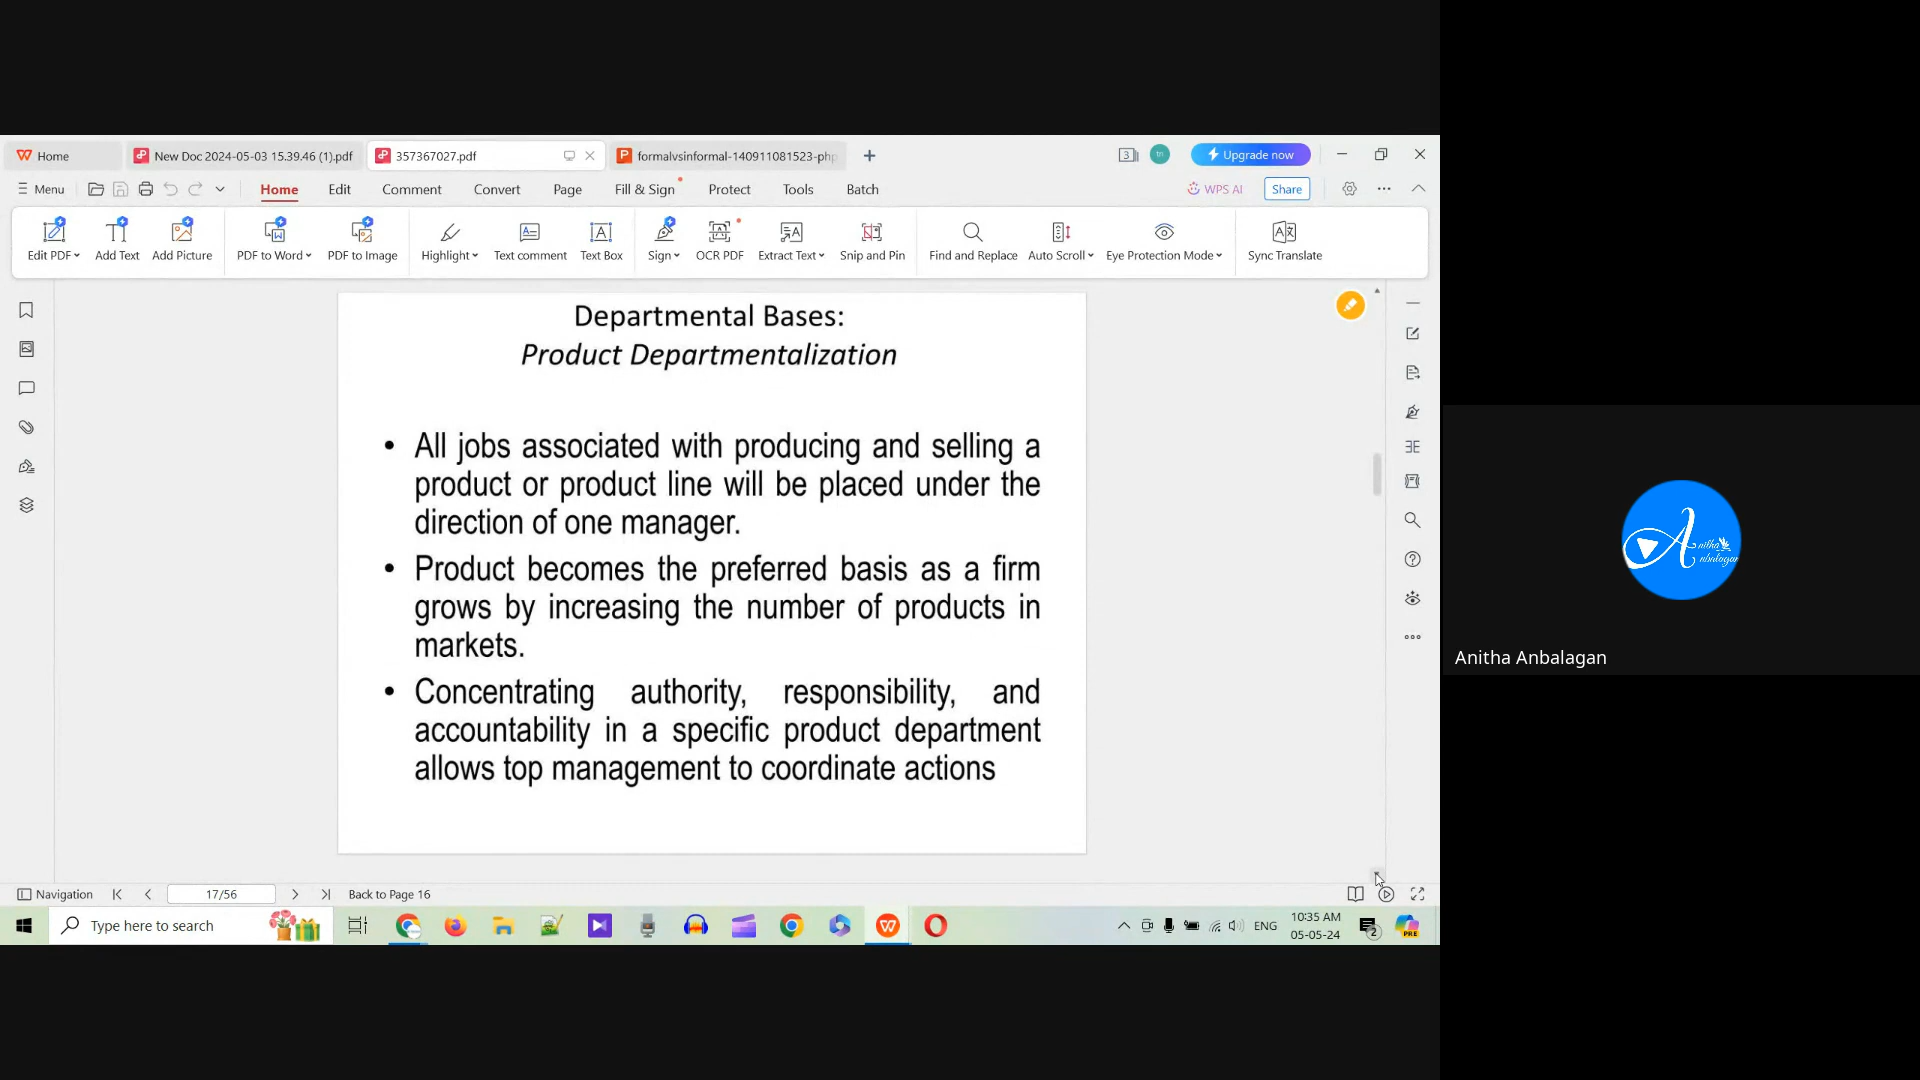 Home
New Doc 2024-05-03 15.39.46 (1).pdf
357367027.pdf
formalvsinformal-140911081523-php
3
Upgrade now
Menu
Home
Edit
Comment
Convert
Page
Fill & Sign
Protect
Tools
Batch
WPS AI
Share
Edit PDF
Add Text
Add Picture
PDF to Word
PDF to Image
Highlight
Text comment
Text Box
Sign
OCR PDF
Extract Text
Snip and Pin
Find and Replace
Auto Scroll
Eye Protection Mode
Sync Translate
Departmental Bases:
Product Departmentalization
• All jobs associated with producing and selling a
product or product line will be placed under the
direction of one manager.
• Product becomes the preferred basis as a firm
grows by increasing the number of products in
markets.
• Concentrating authority, responsibility, and
accountability in a specific product department
allows top management to coordinate actions
Anitha Anbalagan
Navigation
17/56
Back to Page 16
Type here to search
ENG
10:35 AM
05-05-24
2
PRE